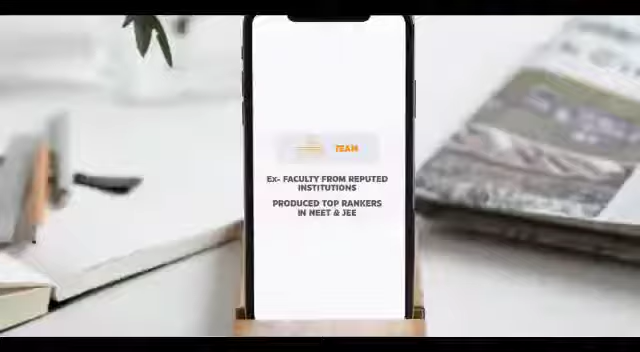 TEAM
Ex- FACULTY FROM REPUTED
INSTITUTIONS
PRODUCED TOP RANKERS
IN NEET & JEE